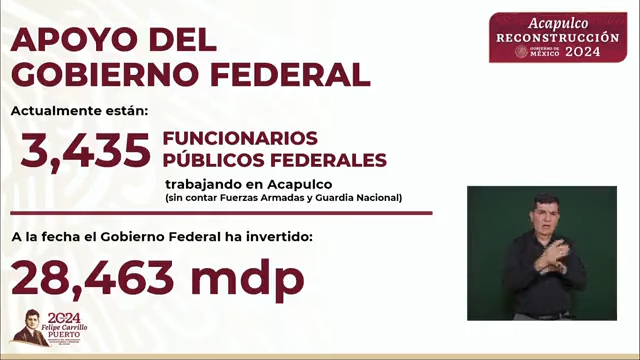 APOYO DEL
GOBIERNO FEDERAL
Acapulco
RECONSTRUCCIÓN
GOBIERNO DE
MÉXICO 2024
Actualmente están:
3,435 FUNCIONARIOS
PÚBLICOS FEDERALES
trabajando en Acapulco
(sin contar Fuerzas Armadas y Guardia Nacional)
A la fecha el Gobierno Federal ha invertido:
28,463 mdp
2024
Felipe Carrillo
PUERTO